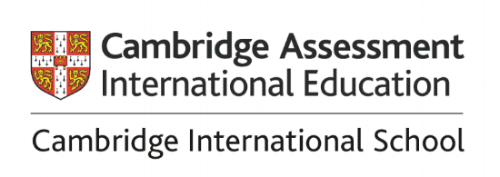 Cambridge Assessment
International Education
Cambridge International School